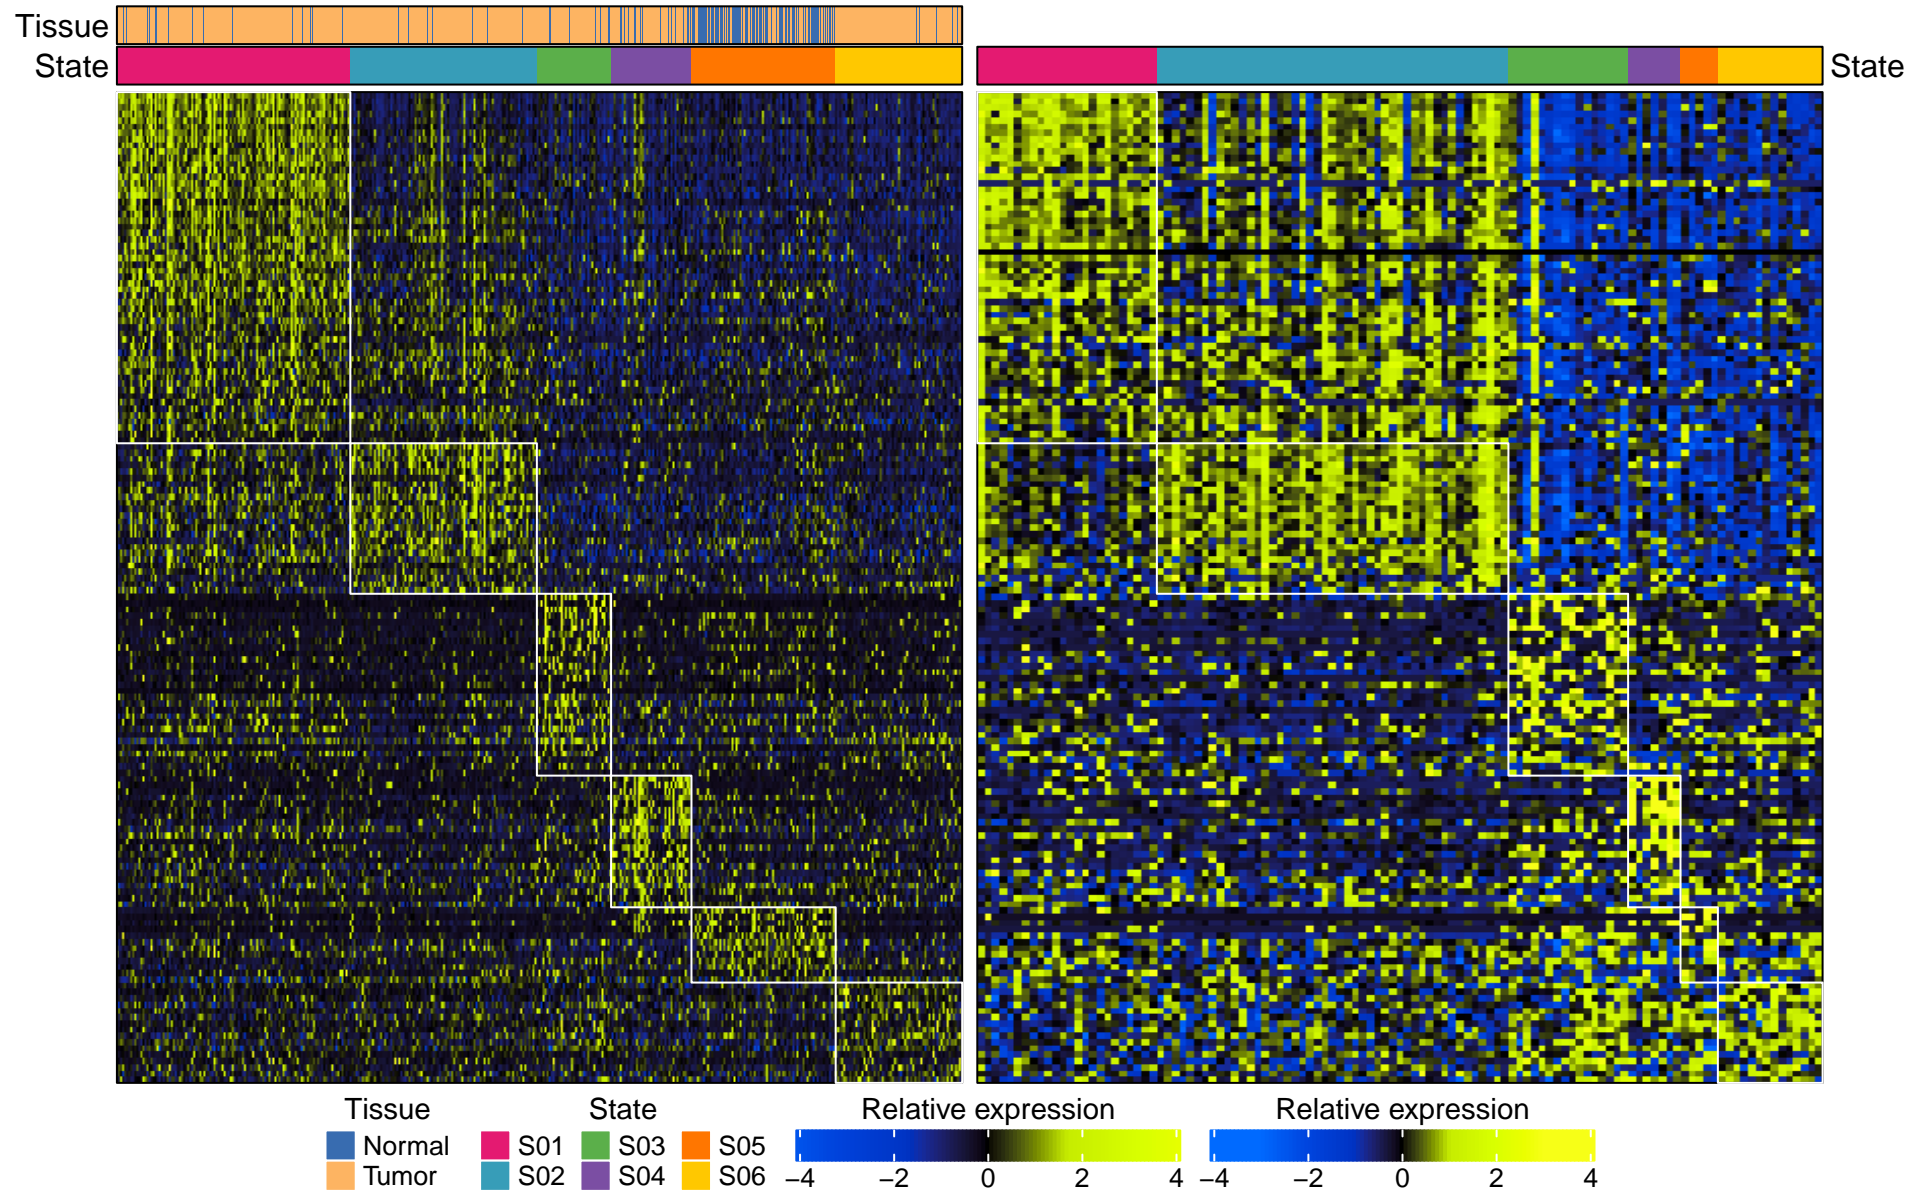 Tissue
State
State
Tissue State Relative expression Relative expression
Normal S01 S03 S05
Tumor S02 S04 S06
−4 −2 0 2 4 −4 −2 0 2 4